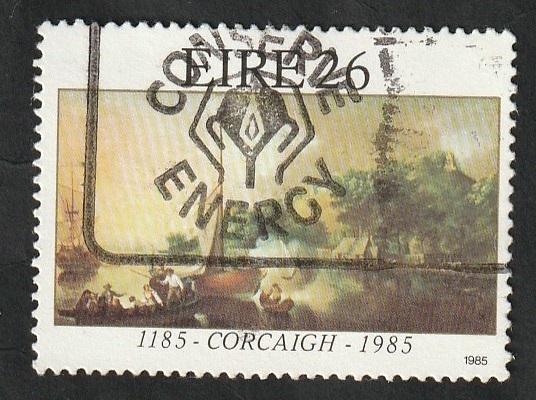 CONSERVE
EIRE 26
ENERGY
1185 - CORCAIGH - 1985
1985